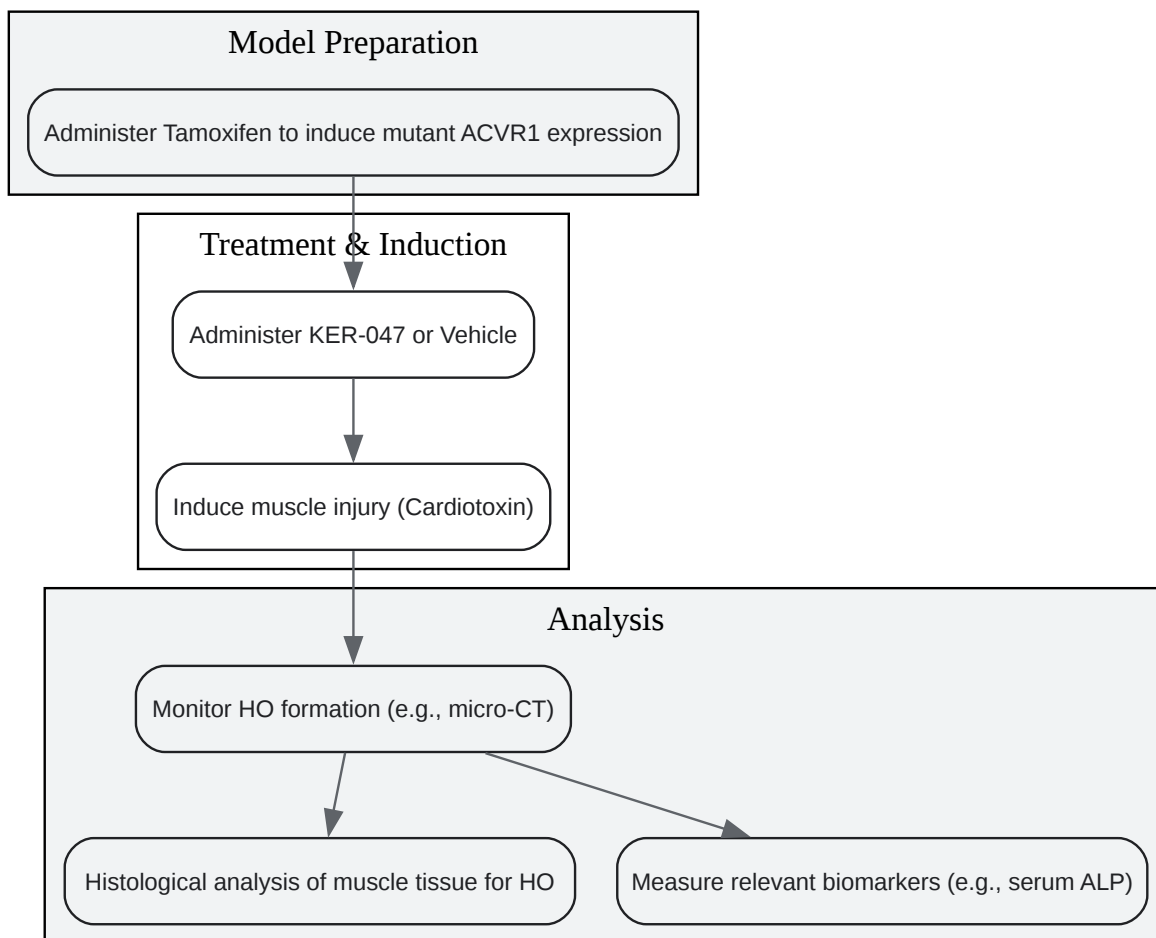 Model Preparation
Administer Tamoxifen to induce mutant ACVR1 expression
Treatment & Induction
Administer KER-047 or Vehicle
Induce muscle injury (Cardiotoxin)
Analysis
Monitor HO formation (e.g., micro-CT)
Histological analysis of muscle tissue for HO
Measure relevant biomarkers (e.g., serum ALP)